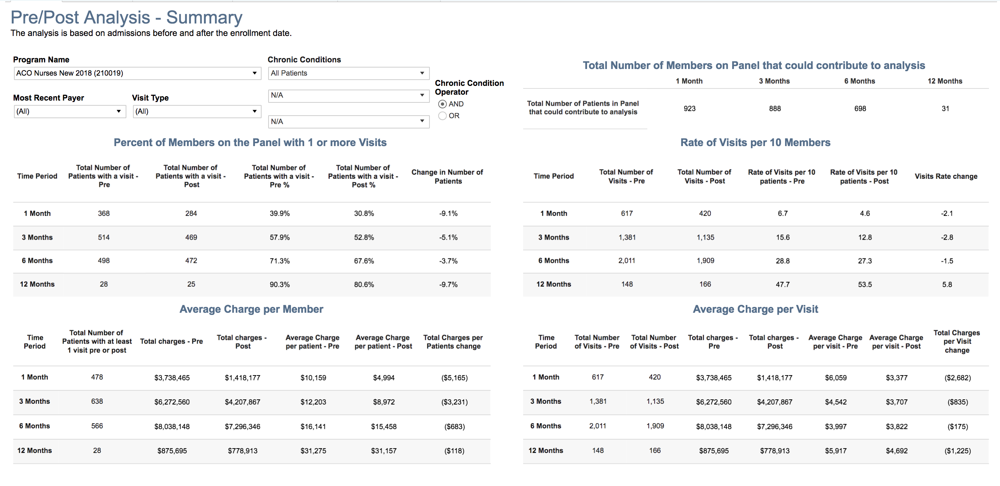 Pre/Post Analysis - Summary
The analysis is based on admissions before and after the enrollment date.
Program Name
ACO Nurses New 2018 (210019)
Most Recent Payer
(All)
Visit Type
(All)
Chronic Conditions
All Patients
N/A
N/A
Chronic Condition
Operator
AND
OR
Total Number of Members on Panel that could contribute to analysis
1 Month 3 Months 6 Months 12 Months
Total Number of Patients in Panel
that could contribute to analysis
923 888 698 31
Percent of Members on the Panel with 1 or more Visits
Time Period
Total Number of
Patients with a visit -
Pre
Total Number of
Patients with a visit -
Post
Total Number of
Patients with a visit -
Pre %
Total Number of
Patients with a visit -
Post %
Change in Number of
Patients
1 Month 368 284 39.9% 30.8% -9.1%
3 Months 514 469 57.9% 52.8% -5.1%
6 Months 498 472 71.3% 67.6% -3.7%
12 Months 28 25 90.3% 80.6% -9.7%
Rate of Visits per 10 Members
Time Period
Total Number of
Visits - Pre
Total Number of
Visits - Post
Rate of Visits per 10
patients - Pre
Rate of Visits per 10
patients - Post
Visits Rate change
1 Month 617 420 6.7 4.6 -2.1
3 Months 1,381 1,135 15.6 12.8 -2.8
6 Months 2,011 1,909 28.8 27.3 -1.5
12 Months 148 166 47.7 53.5 5.8
Average Charge per Member
Time
Period
Total Number of
Patients with at least
1 visit pre or post
Total charges - Pre
Total charges -
Post
Average Charge
per patient - Pre
Average Charge
per patient - Post
Total Charges per
Patients change
1 Month 478 $3,738,465 $1,418,177 $10,159 $4,994 ($5,165)
3 Months 638 $6,272,560 $4,207,867 $12,203 $8,972 ($3,231)
6 Months 566 $8,038,148 $7,296,346 $16,141 $15,458 ($683)
12 Months 28 $875,695 $778,913 $31,275 $31,157 ($118)
Average Charge per Visit
Time
Period
Total Number
of Visits - Pre
Total Number
of Visits - Post
Total charges -
Pre
Total charges -
Post
Average Charge
per visit - Pre
Average Charge
per visit - Post
Total Charges
per Visit
change
1 Month 617 420 $3,738,465 $1,418,177 $6,059 $3,377 ($2,682)
3 Months 1,381 1,135 $6,272,560 $4,207,867 $4,542 $3,707 ($835)
6 Months 2,011 1,909 $8,038,148 $7,296,346 $3,997 $3,822 ($175)
12 Months 148 166 $875,695 $778,913 $5,917 $4,692 ($1,225)